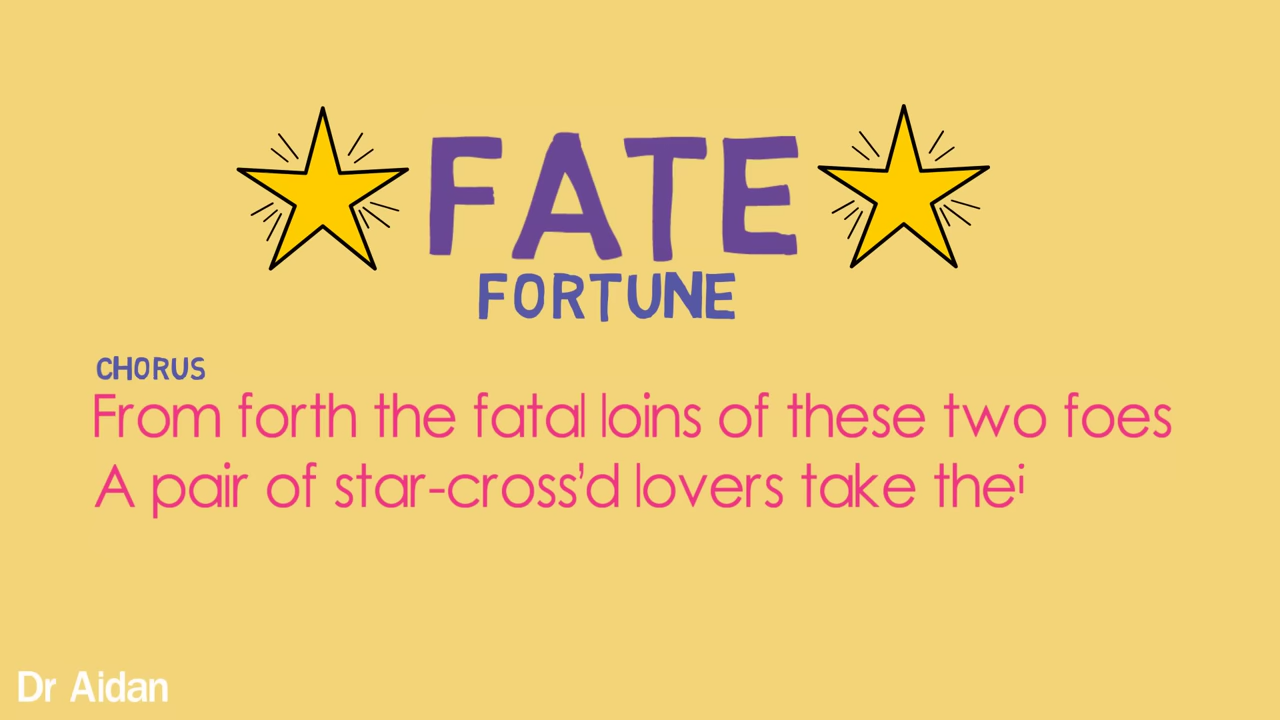 FATE
FORTUNE
CHORUS
From forth the fatal loins of these two foes
A pair of star-cross'd lovers take thei
Dr Aidan